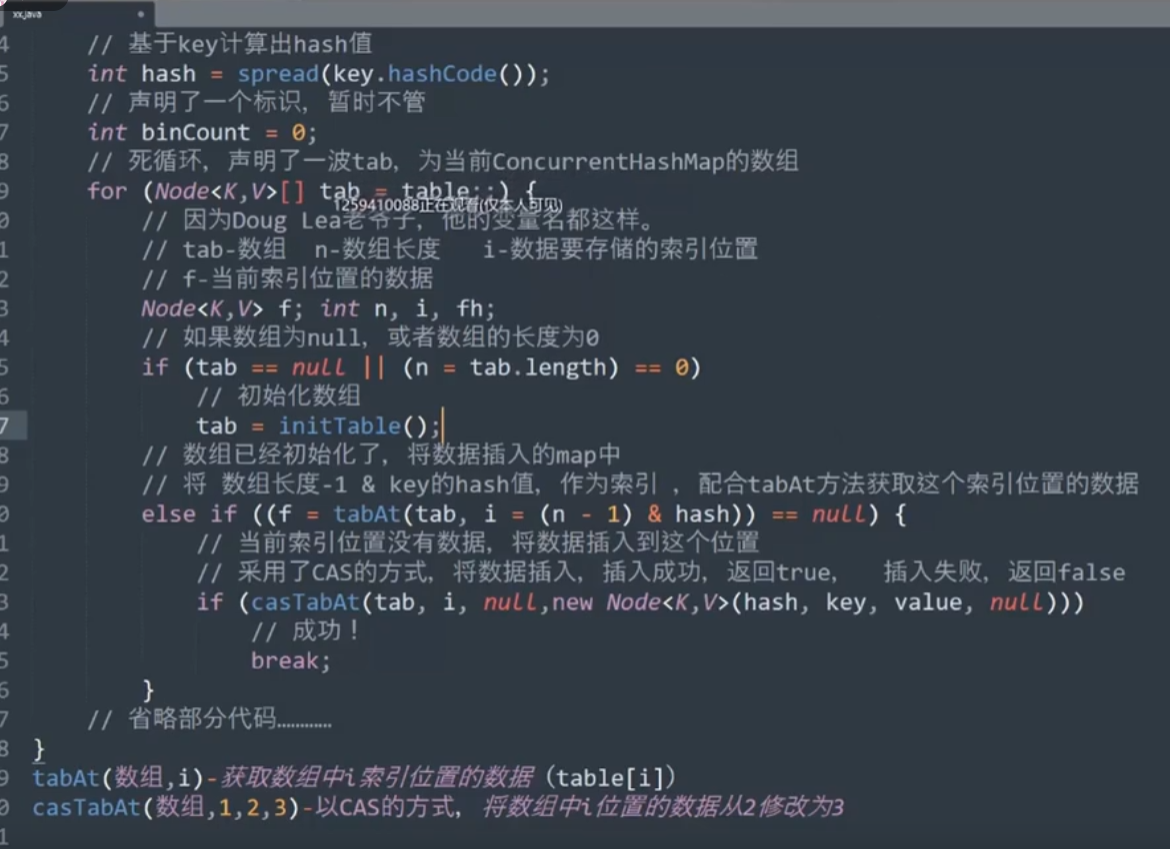 xx.java
4 // 基于key计算出hash值
5 int hash = spread(key.hashCode());
6 // 声明了一个标识, 暂时不管
7 int binCount = 0;
8 // 死循环, 声明了一波tab, 为当前ConcurrentHashMap的数组
9 for (Node<K,V>[] tab = table;;) {
1259410088正在观看(仅本人可见)
0 // 因为Doug Lea老爷子, 他的变量名都这样。
1 // tab-数组 n-数组长度 i-数据要存储的索引位置
2 // f-当前索引位置的数据
3 Node<K,V> f; int n, i, fh;
4 // 如果数组为null, 或者数组的长度为0
5 if (tab == null || (n = tab.length) == 0)
6 // 初始化数组
7 tab = initTable();
8 // 数组已经初始化了, 将数据插入的map中
9 // 将 数组长度-1 & key的hash值, 作为索引 , 配合tabAt方法获取这个索引位置的数据
0 else if ((f = tabAt(tab, i = (n - 1) & hash)) == null) {
1 // 当前索引位置没有数据, 将数据插入到这个位置
2 // 采用了CAS的方式, 将数据插入, 插入成功, 返回true, 插入失败, 返回false
3 if (casTabAt(tab, i, null,new Node<K,V>(hash, key, value, null)))
4 // 成功！
5 break;
6 }
7 // 省略部分代码…………
8 }
9 tabAt(数组,i)-获取数组中i索引位置的数据（table[i]）
0 casTabAt(数组,1,2,3)-以CAS的方式, 将数组中i位置的数据从2修改为3
1